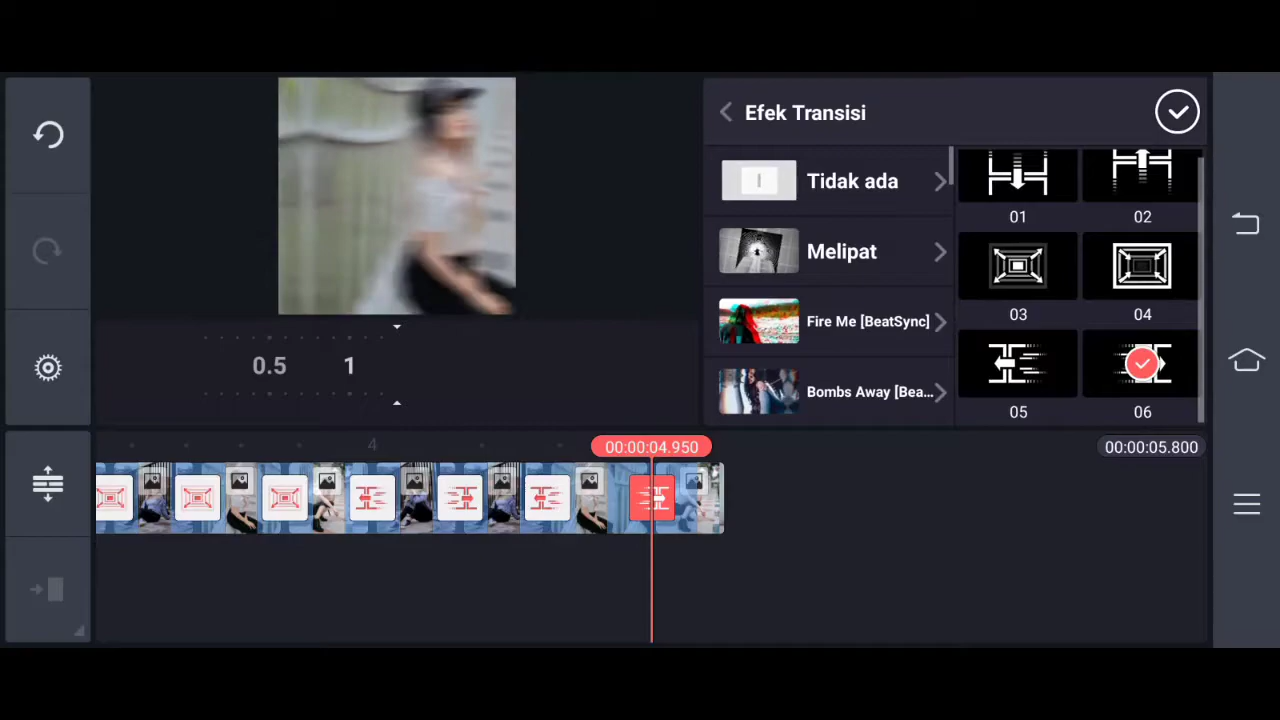 Efek Transisi
Tidak ada
Melipat
Fire Me [BeatSync]
Bombs Away [Bea...
01
02
03
04
05
06
0.5
1
4
00:00:04.950
00:00:05.800